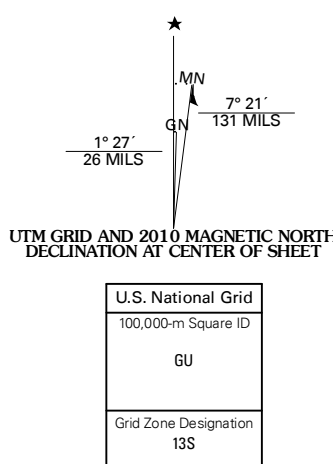 MN
7° 21´
131 MILS
GN
1° 27´
26 MILS
UTM GRID AND 2010 MAGNETIC NORTH
DECLINATION AT CENTER OF SHEET
U.S. National Grid
100,000-m Square ID
GU
Grid Zone Designation
13S